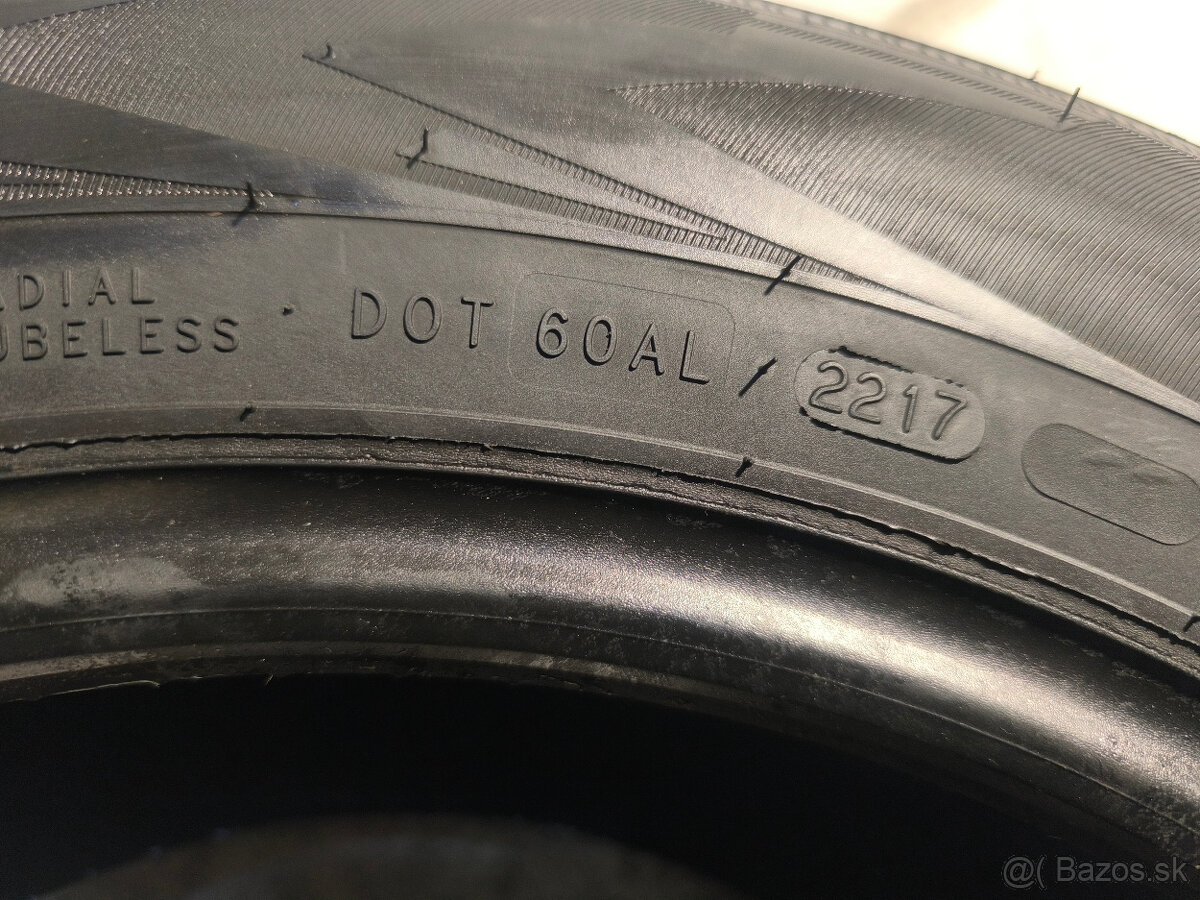 ADIAL
UBELESS · DOT 60AL / 2217
@( Bazos.sk